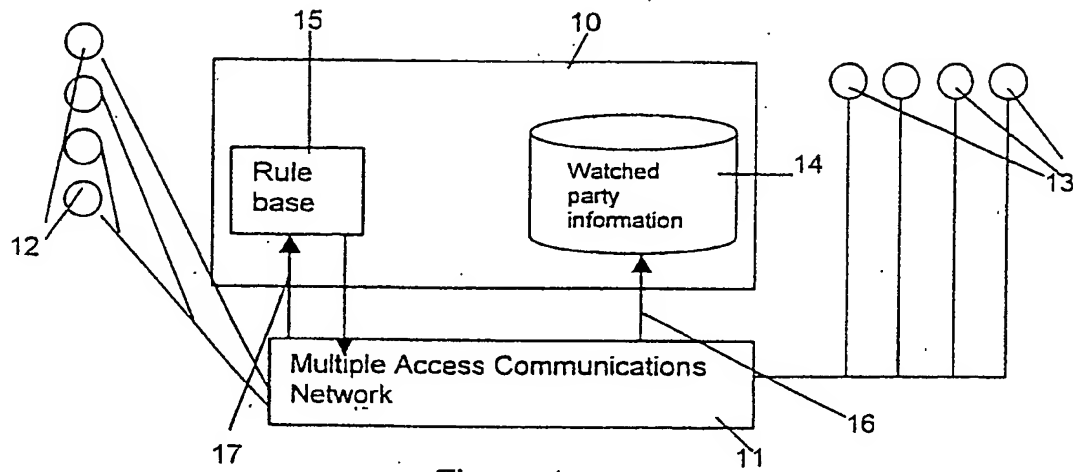 15
10
Rule
base
Watched
party
information
14
13
12
Multiple Access Communications
Network
17
16
11